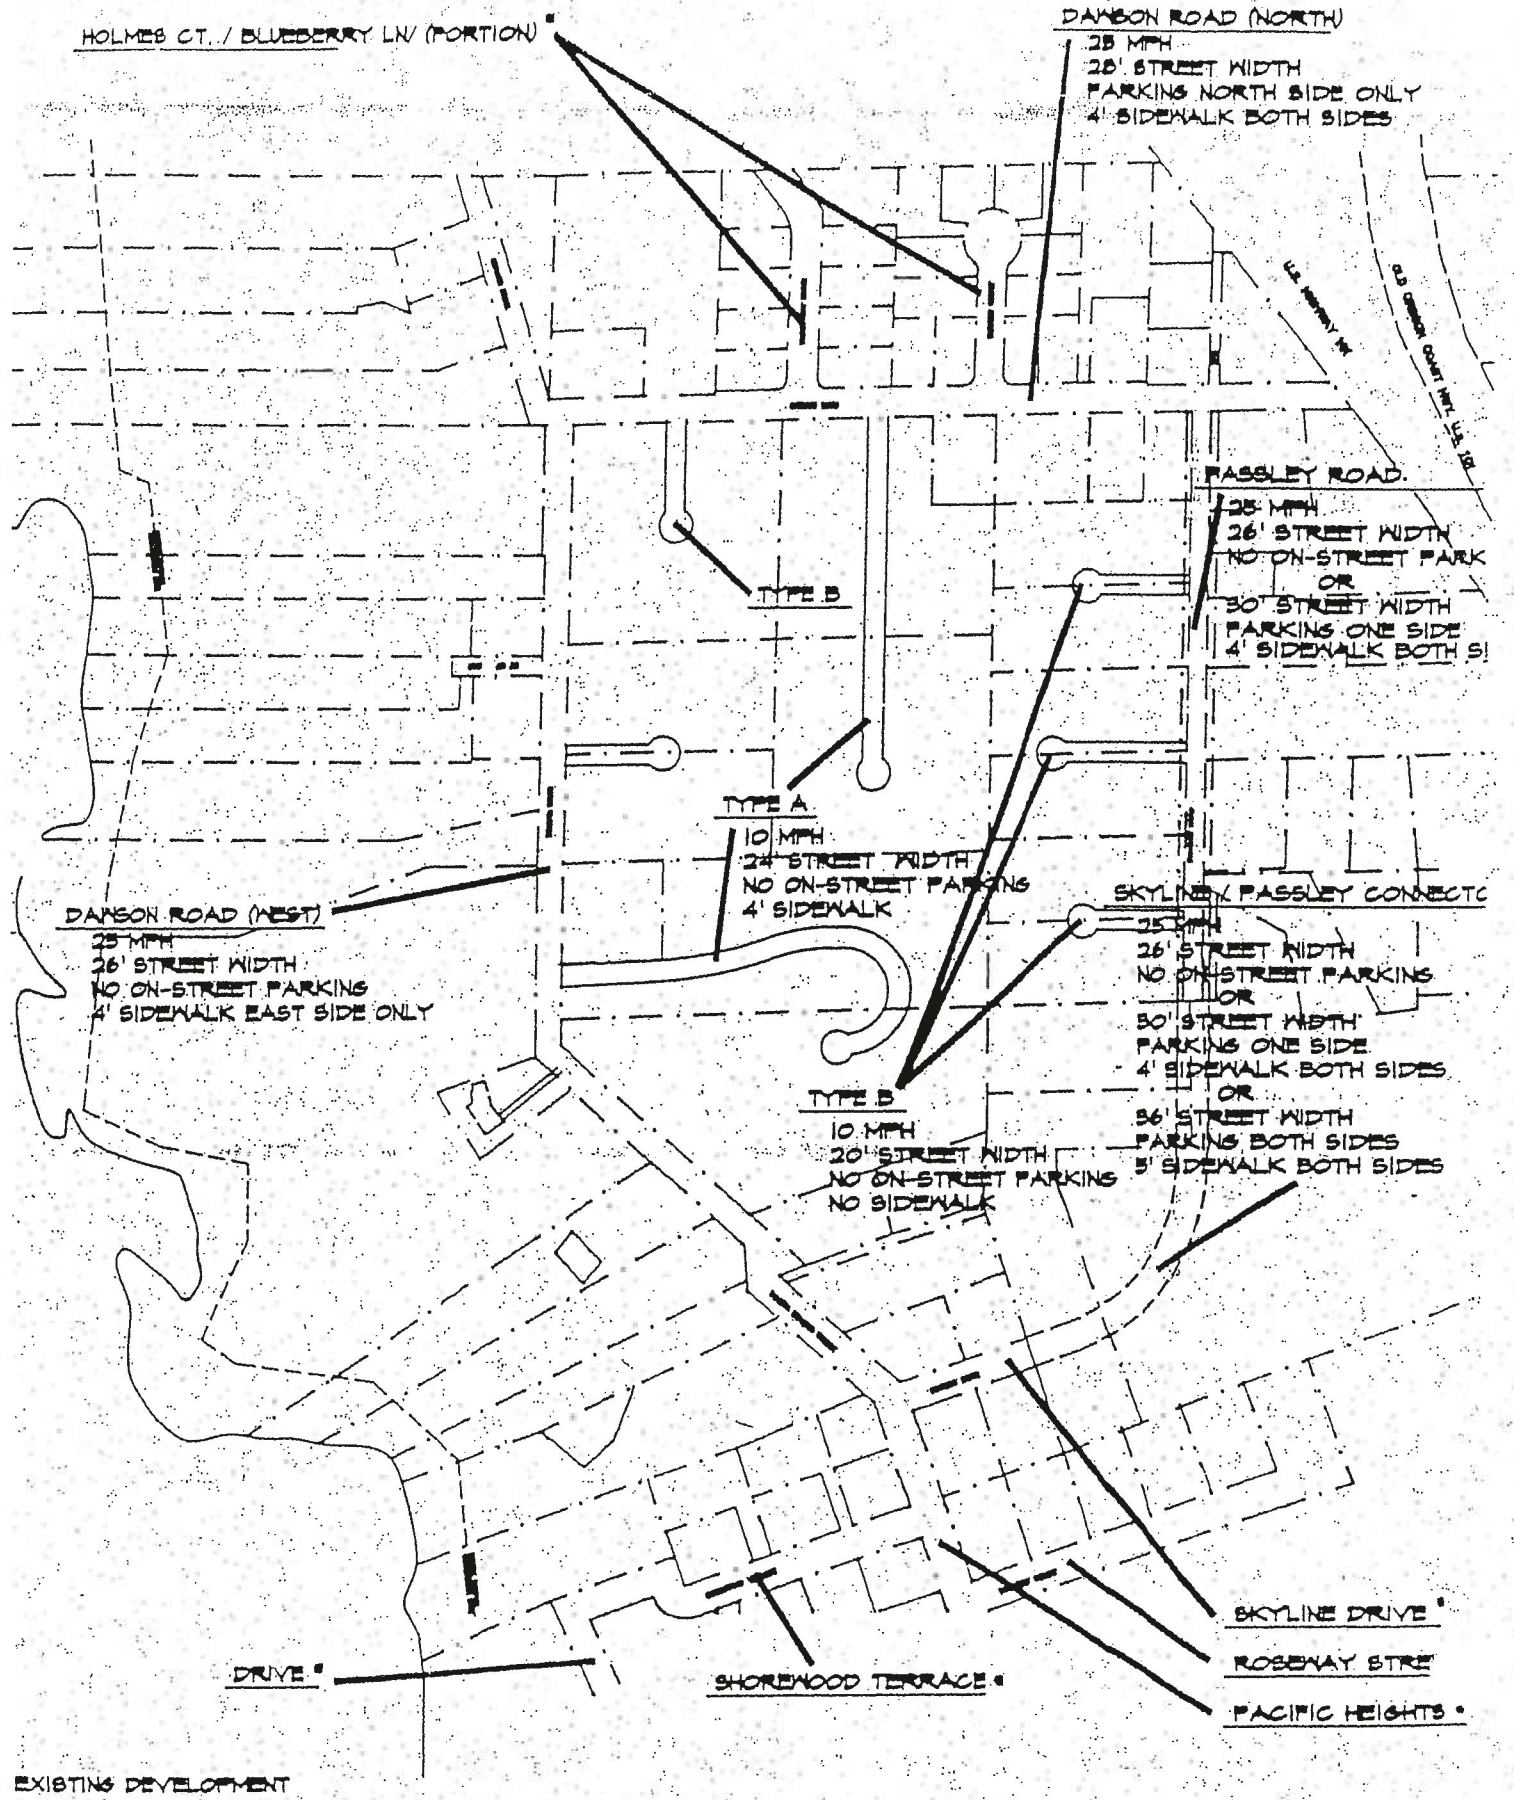 HOLMES CT. / BLUEBERRY LN/ (PORTION) *
DAWSON ROAD (NORTH)
25 MPH
28' STREET WIDTH
PARKING NORTH SIDE ONLY
4' SIDEWALK BOTH SIDES
U.S. HIGHWAY
OLD OREGON COAST HWY. U.S. 101
PASSLEY ROAD
25 MPH
26' STREET WIDTH
NO ON-STREET PARK
OR
30' STREET WIDTH
PARKING ONE SIDE
4' SIDEWALK BOTH SI
TYPE B
TYPE A
10 MPH
24' STREET WIDTH
NO ON-STREET PARKING
4' SIDEWALK
DAWSON ROAD (WEST)
25 MPH
26' STREET WIDTH
NO ON-STREET PARKING
4' SIDEWALK EAST SIDE ONLY
SKYLINE / PASSLEY CONNECTO
25 MPH
26' STREET WIDTH
NO ON-STREET PARKING
OR
30' STREET WIDTH
PARKING ONE SIDE
4' SIDEWALK BOTH SIDES
OR
36' STREET WIDTH
PARKING BOTH SIDES
5' SIDEWALK BOTH SIDES
TYPE B
10 MPH
20' STREET WIDTH
NO ON-STREET PARKING
NO SIDEWALK
SKYLINE DRIVE *
ROSEWAY STRE
PACIFIC HEIGHTS *
DRIVE *
SHOREWOOD TERRACE *
EXISTING DEVELOPMENT